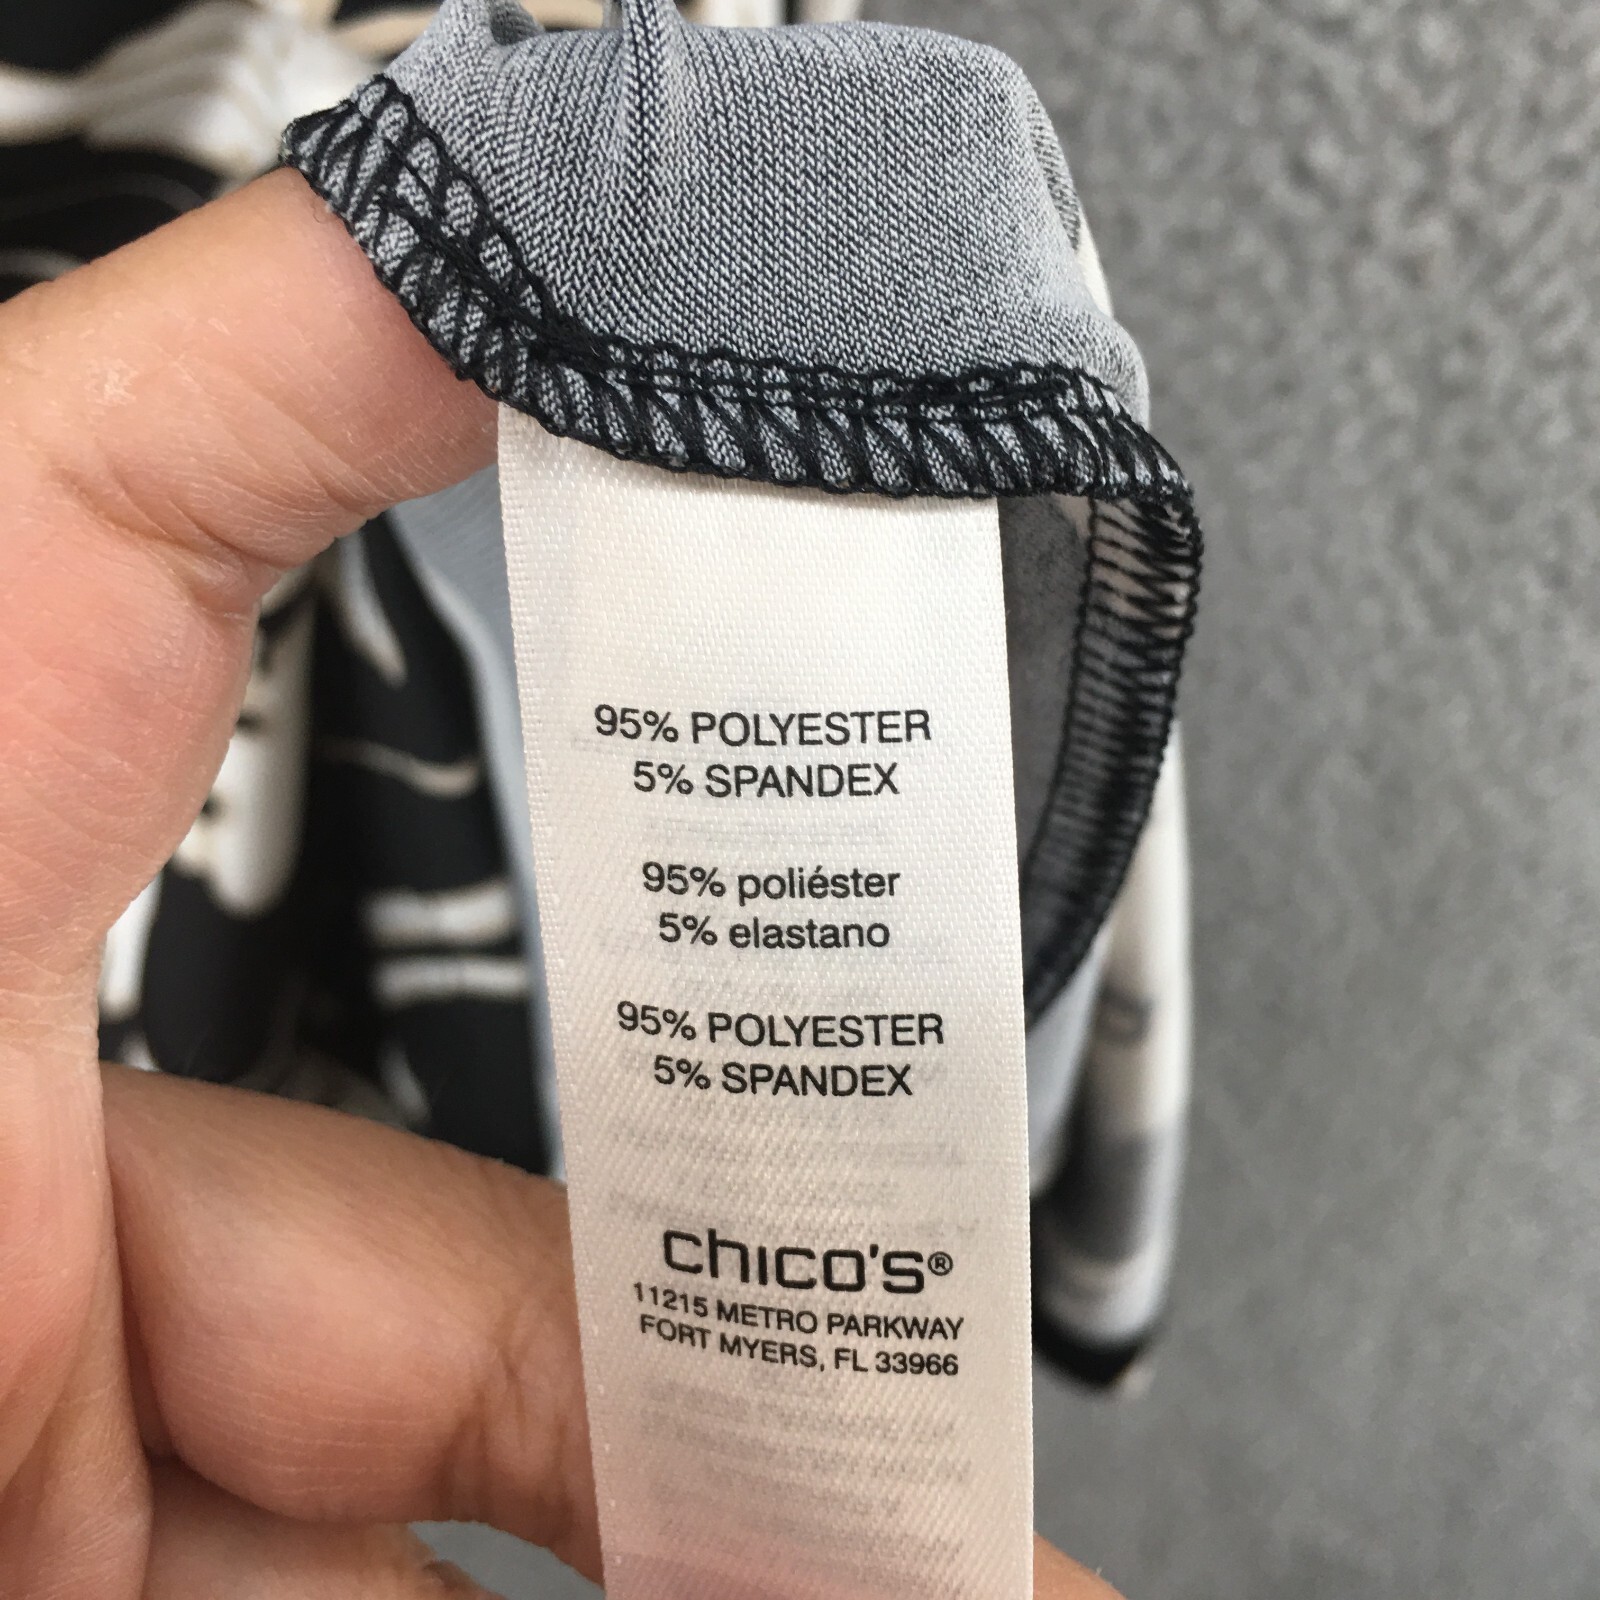 95% POLYESTER
5% SPANDEX
95% poliéster
5% elastano
95% POLYESTER
5% SPANDEX
chico's®
11215 METRO PARKWAY
FORT MYERS, FL 33966